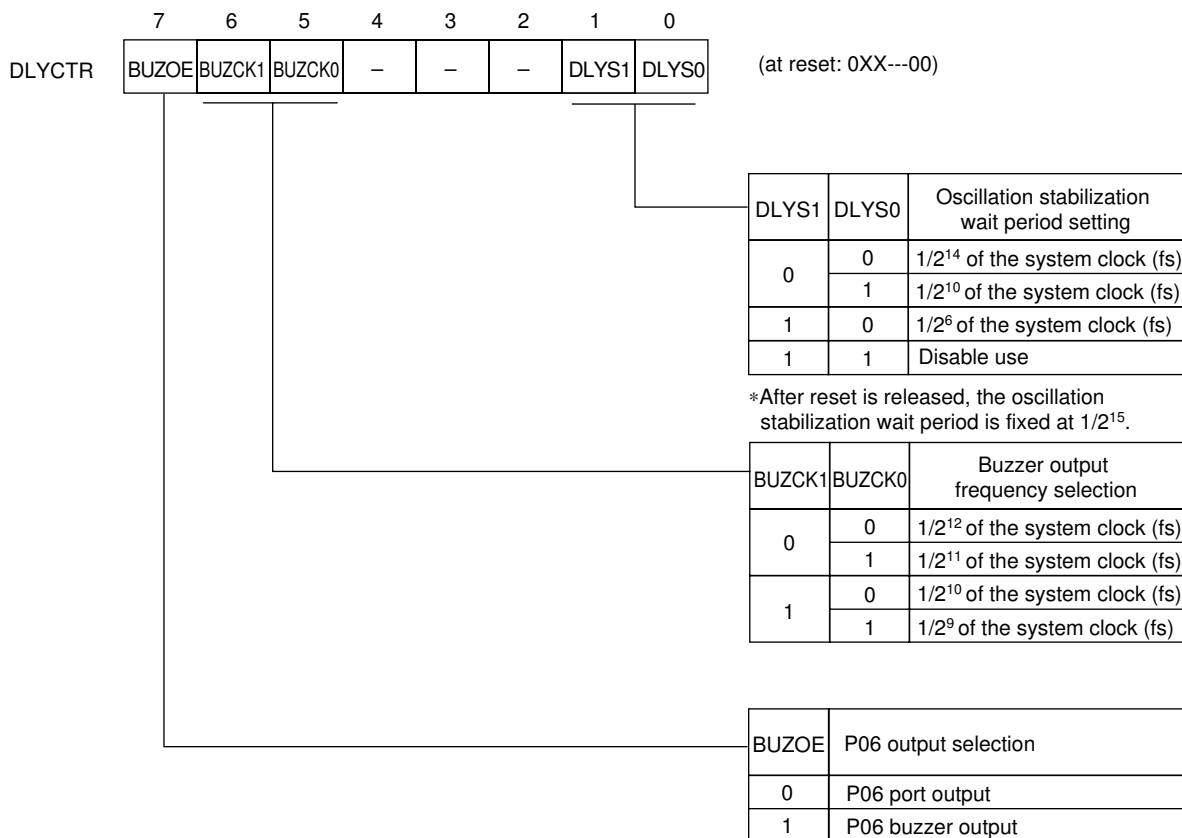 7 6 5 4 3 2 1 0
DLYCTR BUZOE BUZCK1 BUZCK0 – – – DLYS1 DLYS0 (at reset: 0XX---00)
DLYS1 DLYS0 Oscillation stabilization
wait period setting
0 0 1/2¹⁴ of the system clock (fs)
1 1/2¹⁰ of the system clock (fs)
1 0 1/2⁶ of the system clock (fs)
1 1 Disable use
*After reset is released, the oscillation
stabilization wait period is fixed at 1/2¹⁵.
BUZCK1 BUZCK0 Buzzer output
frequency selection
0 0 1/2¹² of the system clock (fs)
1 1/2¹¹ of the system clock (fs)
1 0 1/2¹⁰ of the system clock (fs)
1 1/2⁹ of the system clock (fs)
BUZOE P06 output selection
0 P06 port output
1 P06 buzzer output